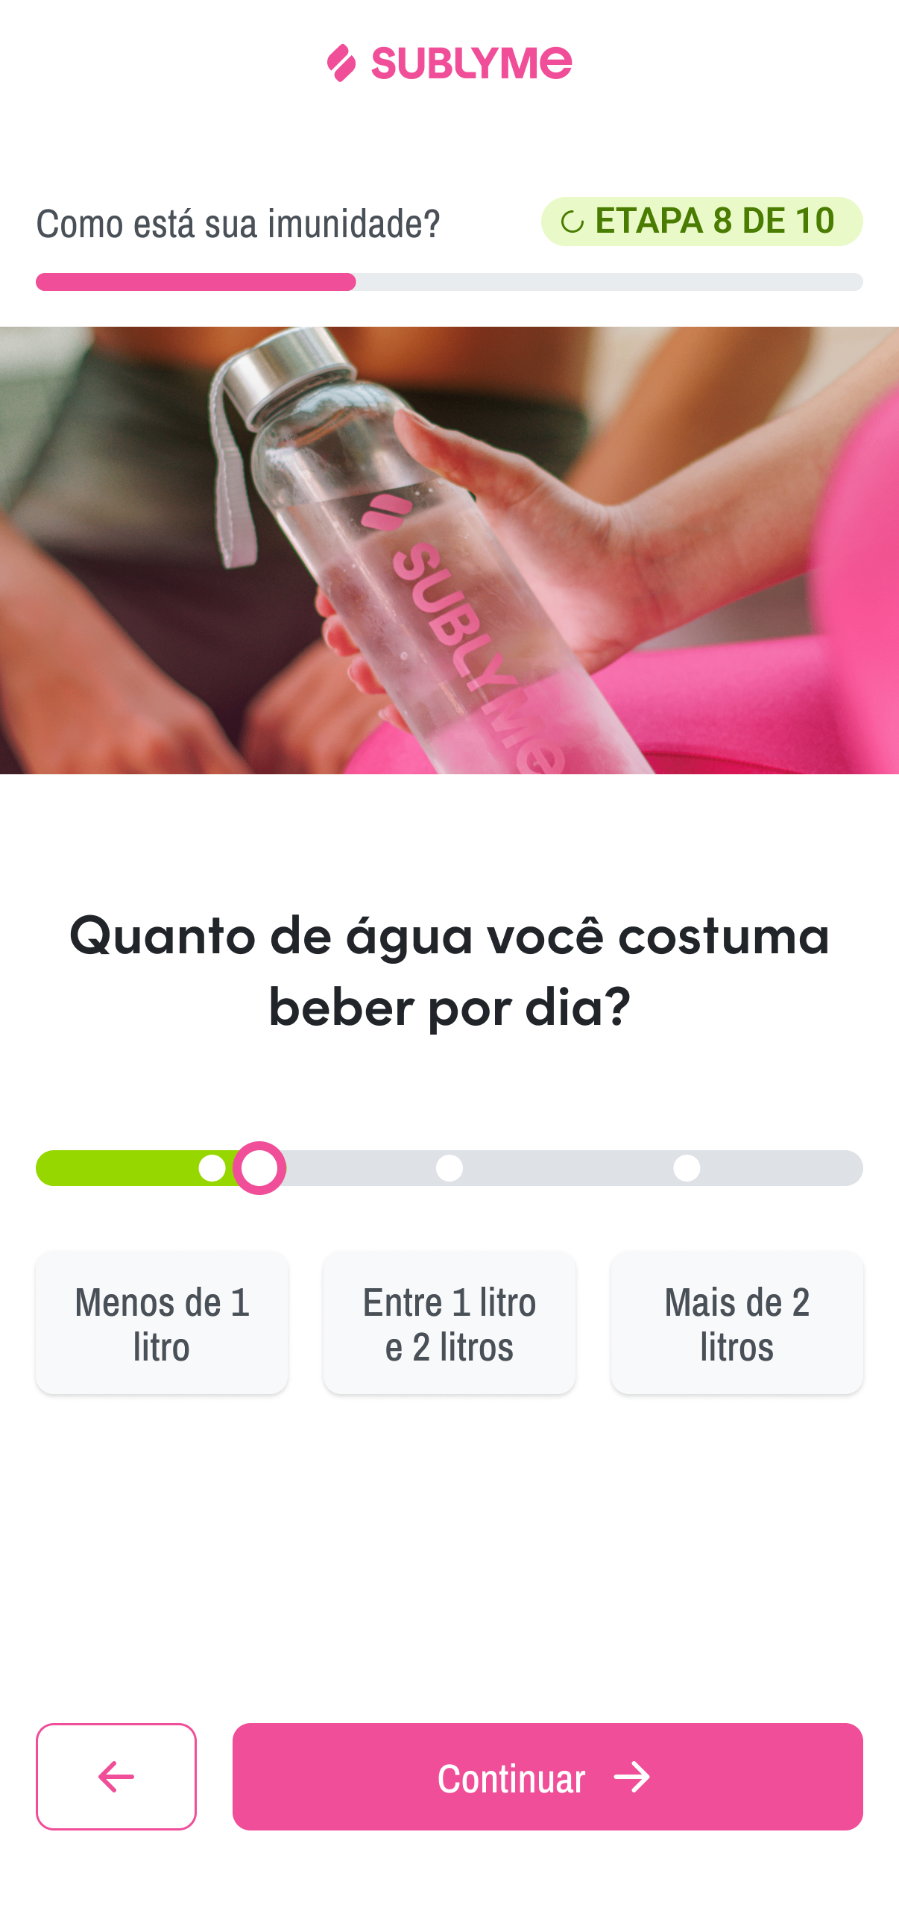 SUBLYMe
Como está sua imunidade?
ETAPA 8 DE 10
SUBLYMe
Quanto de água você costuma
beber por dia?
Menos de 1
litro
Entre 1 litro
e 2 litros
Mais de 2
litros
Continuar